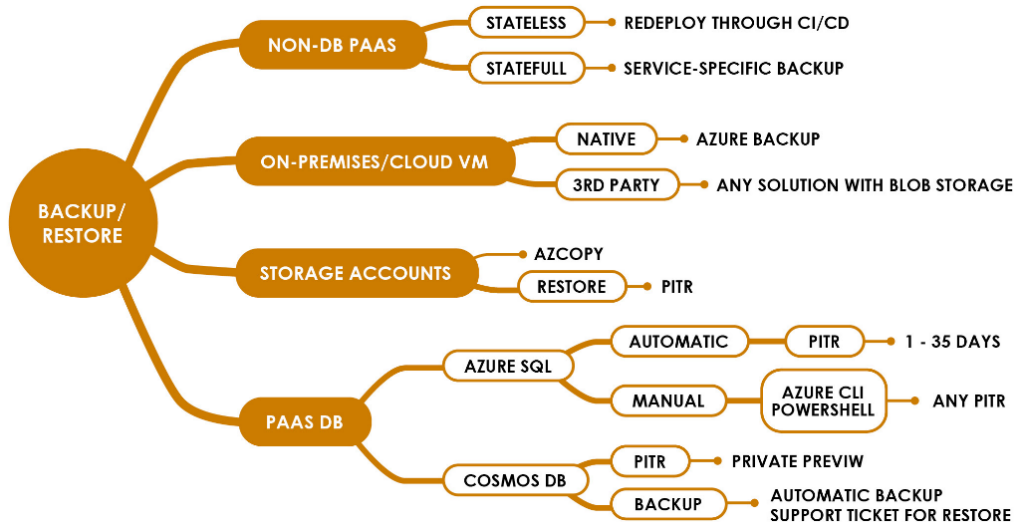 BACKUP/
RESTORE
NON-DB PAAS
STATELESS
REDEPLOY THROUGH CI/CD
STATEFULL
SERVICE-SPECIFIC BACKUP
ON-PREMISES/CLOUD VM
NATIVE
AZURE BACKUP
3RD PARTY
ANY SOLUTION WITH BLOB STORAGE
STORAGE ACCOUNTS
AZCOPY
RESTORE
PITR
PAAS DB
AZURE SQL
AUTOMATIC
PITR
1 - 35 DAYS
MANUAL
AZURE CLI
POWERSHELL
ANY PITR
COSMOS DB
PITR
PRIVATE PREVIW
BACKUP
AUTOMATIC BACKUP
SUPPORT TICKET FOR RESTORE